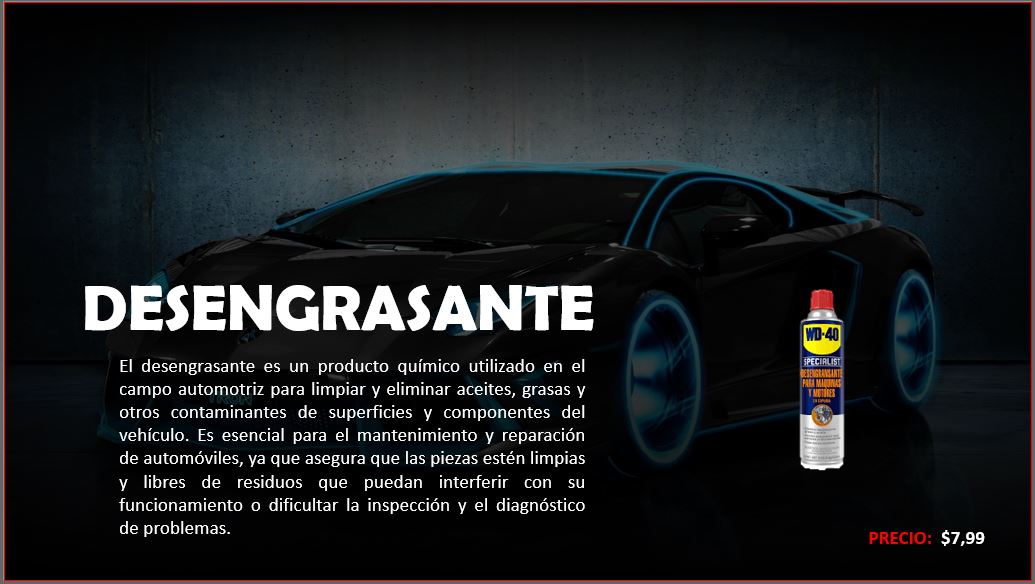 DESENGRASANTE
El desengrasante es un producto químico utilizado en el
campo automotriz para limpiar y eliminar aceites, grasas y
otros contaminantes de superficies y componentes del
vehículo. Es esencial para el mantenimiento y reparación
de automóviles, ya que asegura que las piezas estén limpias
y libres de residuos que puedan interferir con su
funcionamiento o dificultar la inspección y el diagnóstico
de problemas.
WD-40
SPECIALIST
DESENGRASANTE
PARA MAQUINAS
Y MOTORES
EN ESPUMA
PRECIO: $7,99